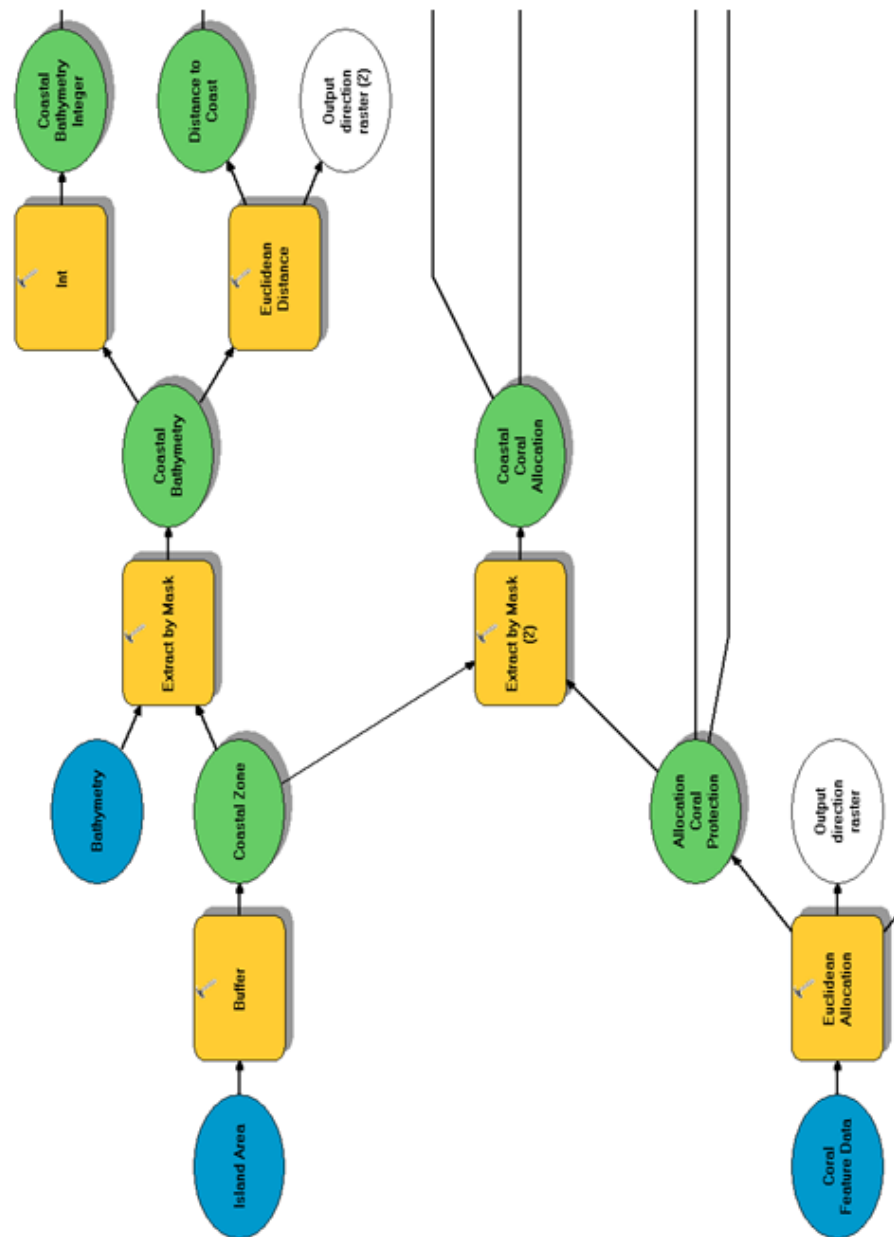 Coastal
Bathymetry
Integer
Distance to
Coast
Output
direction
raster (2)
Int
Euclidean
Distance
Coastal
Bathymetry
Coastal
Coral
Allocation
Extract by Mask
Extract by Mask
(2)
Bathymetry
Coastal Zone
Allocation
Coral
Protection
Output
direction
raster
Buffer
Euclidean
Allocation
Island Area
Coral
Feature Data